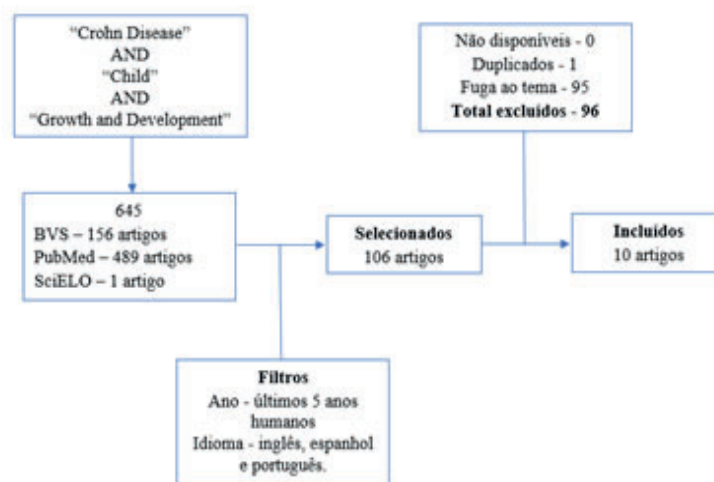 “Crohn Disease”
AND
“Child”
AND
“Growth and Development”
Não disponíveis - 0
Duplicados - 1
Fuga ao tema - 95
Total excluídos - 96
645
BVS – 156 artigos
PubMed – 489 artigos
SciELO – 1 artigo
Selecionados
106 artigos
Incluídos
10 artigos
Filtros
Ano - últimos 5 anos
humanos
Idioma - inglês, espanhol
e português.